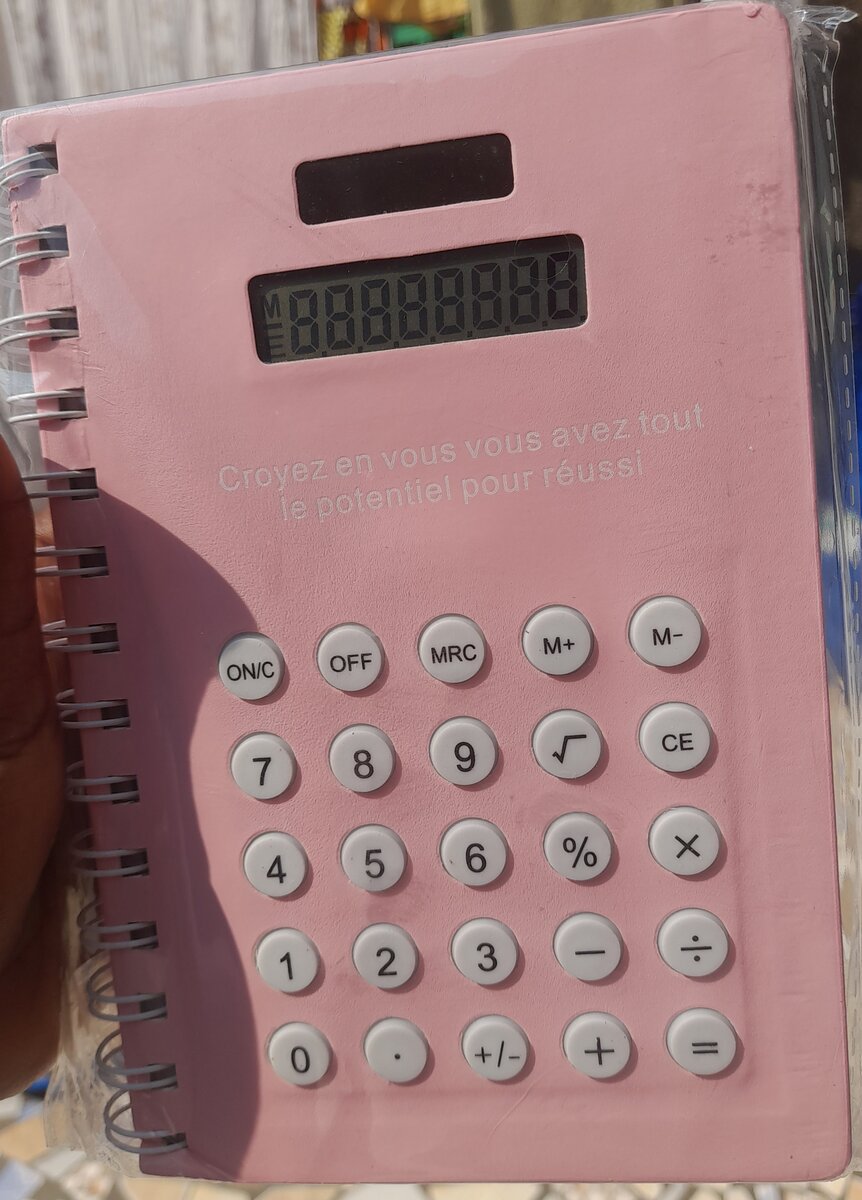 M 88888888
E
Croyez en vous vous avez tout
le potentiel pour réussi
ON/C OFF MRC M+ M−
7 8 9 √ CE
4 5 6 % ×
1 2 3 − ÷
0 . +/− + =